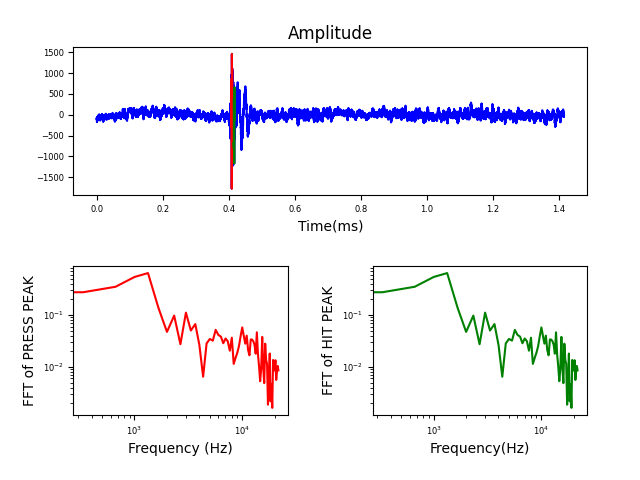 Amplitude
1500
1000
500
0
−500
−1000
−1500
0.0 0.2 0.4 0.6 0.8 1.0 1.2 1.4
Time(ms)
FFT of PRESS PEAK
10⁻¹
10⁻²
10³ 10⁴
Frequency (Hz)
FFT of HIT PEAK
10⁻¹
10⁻²
10³ 10⁴
Frequency(Hz)